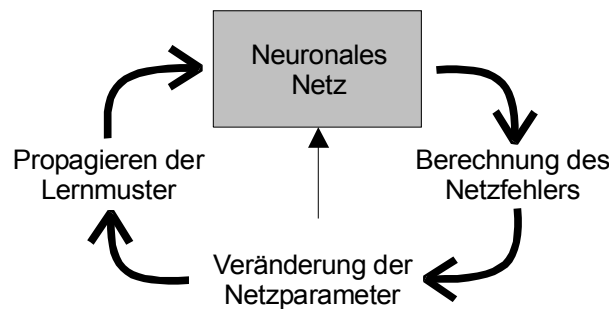 Neuronales
Netz
Propagieren der
Lernmuster
Berechnung des
Netzfehlers
Veränderung der
Netzparameter